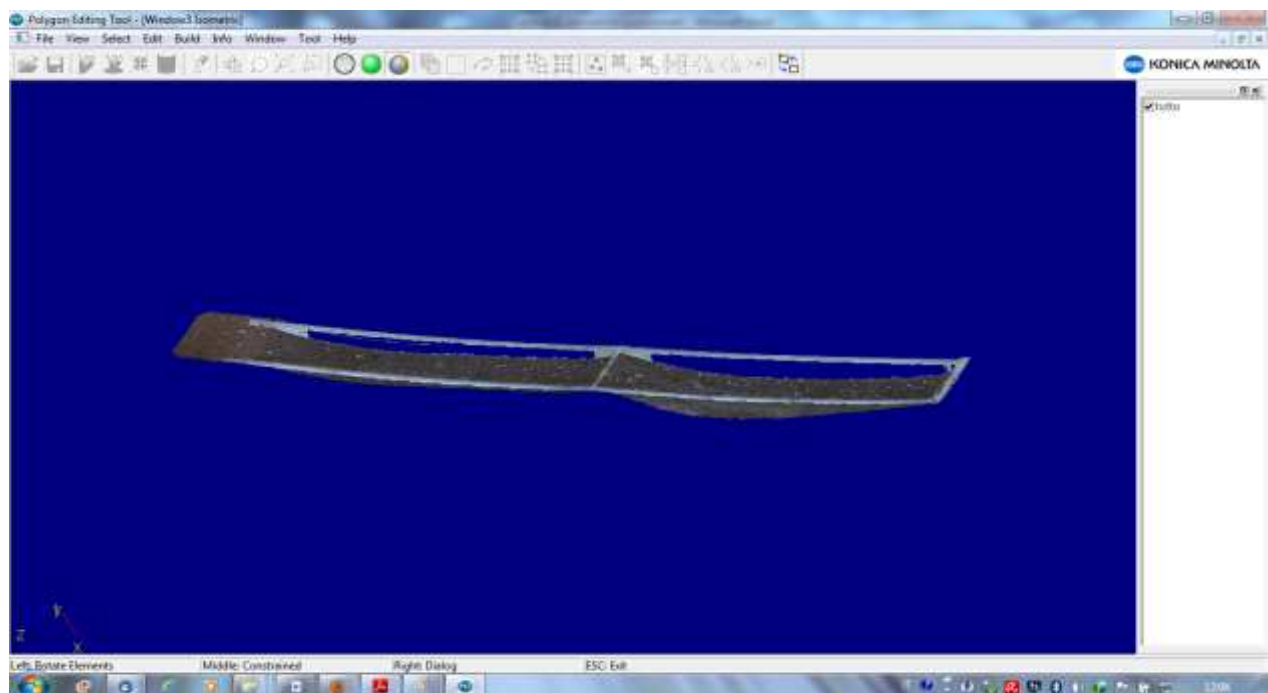 Polygon Editing Tool - [Window3 Isometric]
File View Select Edit Build Info Window Tool Help
KONICA MINOLTA
y
z
x
Left: Rotate Elements Middle: Constrained Right: Dialog ESC: Exit